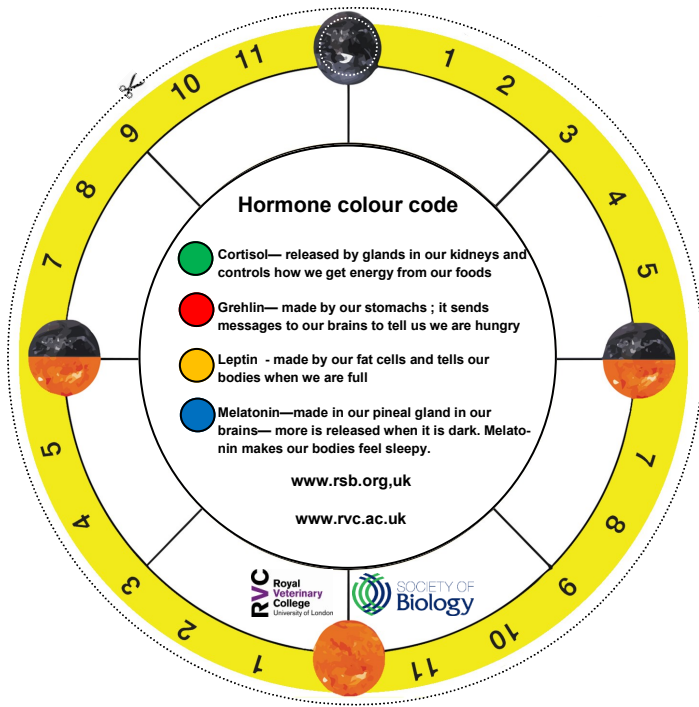 11
1
10
2
9
3
8
4
7
5
Hormone colour code
Cortisol— released by glands in our kidneys and
controls how we get energy from our foods
Grehlin— made by our stomachs ; it sends
messages to our brains to tell us we are hungry
Leptin - made by our fat cells and tells our
bodies when we are full
Melatonin—made in our pineal gland in our
brains— more is released when it is dark. Melato-
nin makes our bodies feel sleepy.
www.rsb.org,uk
www.rvc.ac.uk
5
7
4
8
3
9
2
10
1
11
RVC
Royal
Veterinary
College
University of London
SOCIETY OF
Biology